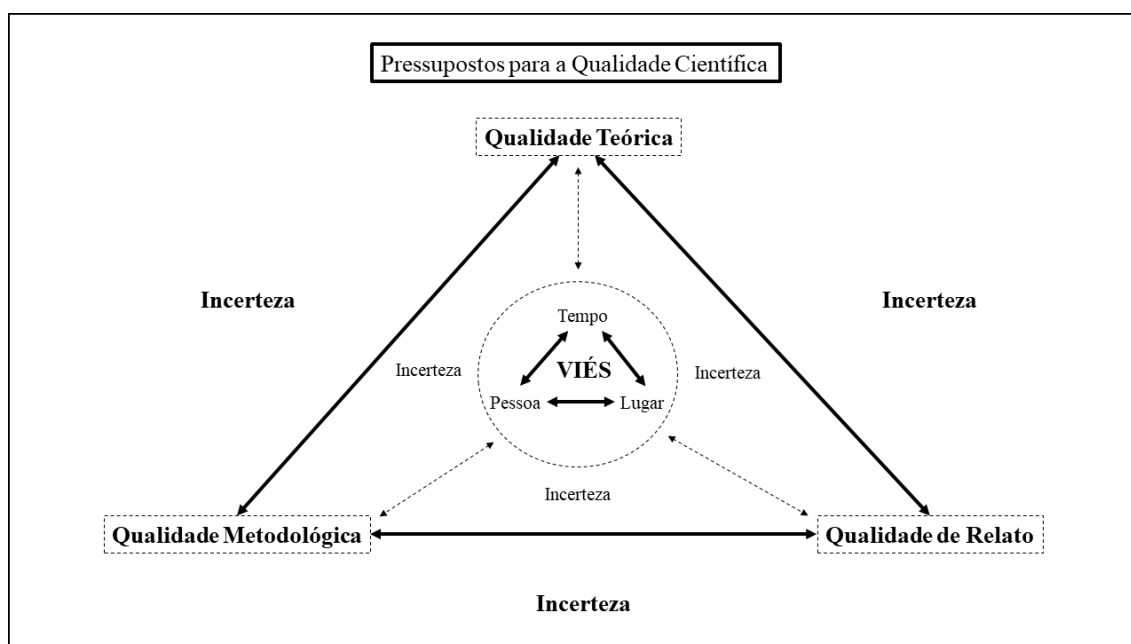 Pressupostos para a Qualidade Científica
Qualidade Teórica
Incerteza
Incerteza
Tempo
Incerteza
VIÉS
Incerteza
Pessoa
Lugar
Incerteza
Qualidade Metodológica
Qualidade de Relato
Incerteza